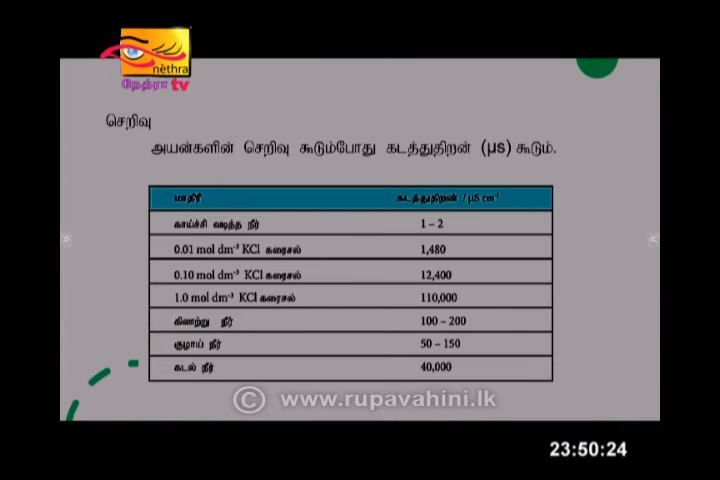 nēthra
நேத்ரா tv
செறிவு
அயன்களின் செறிவு கூடும்போது கடத்துதிறன் (µs) கூடும்.
மாதிரி கடத்துதிறன் / µS cm⁻¹
காய்ச்சி வடித்த நீர் 1 – 2
0.01 mol dm⁻³ KCl கரைசல் 1,480
0.10 mol dm⁻³ KCl கரைசல் 12,400
1.0 mol dm⁻³ KCl கரைசல் 110,000
கிணற்று நீர் 100 – 200
குழாய் நீர் 50 – 150
கடல் நீர் 40,000
© www.rupavahini.lk
23:50:24